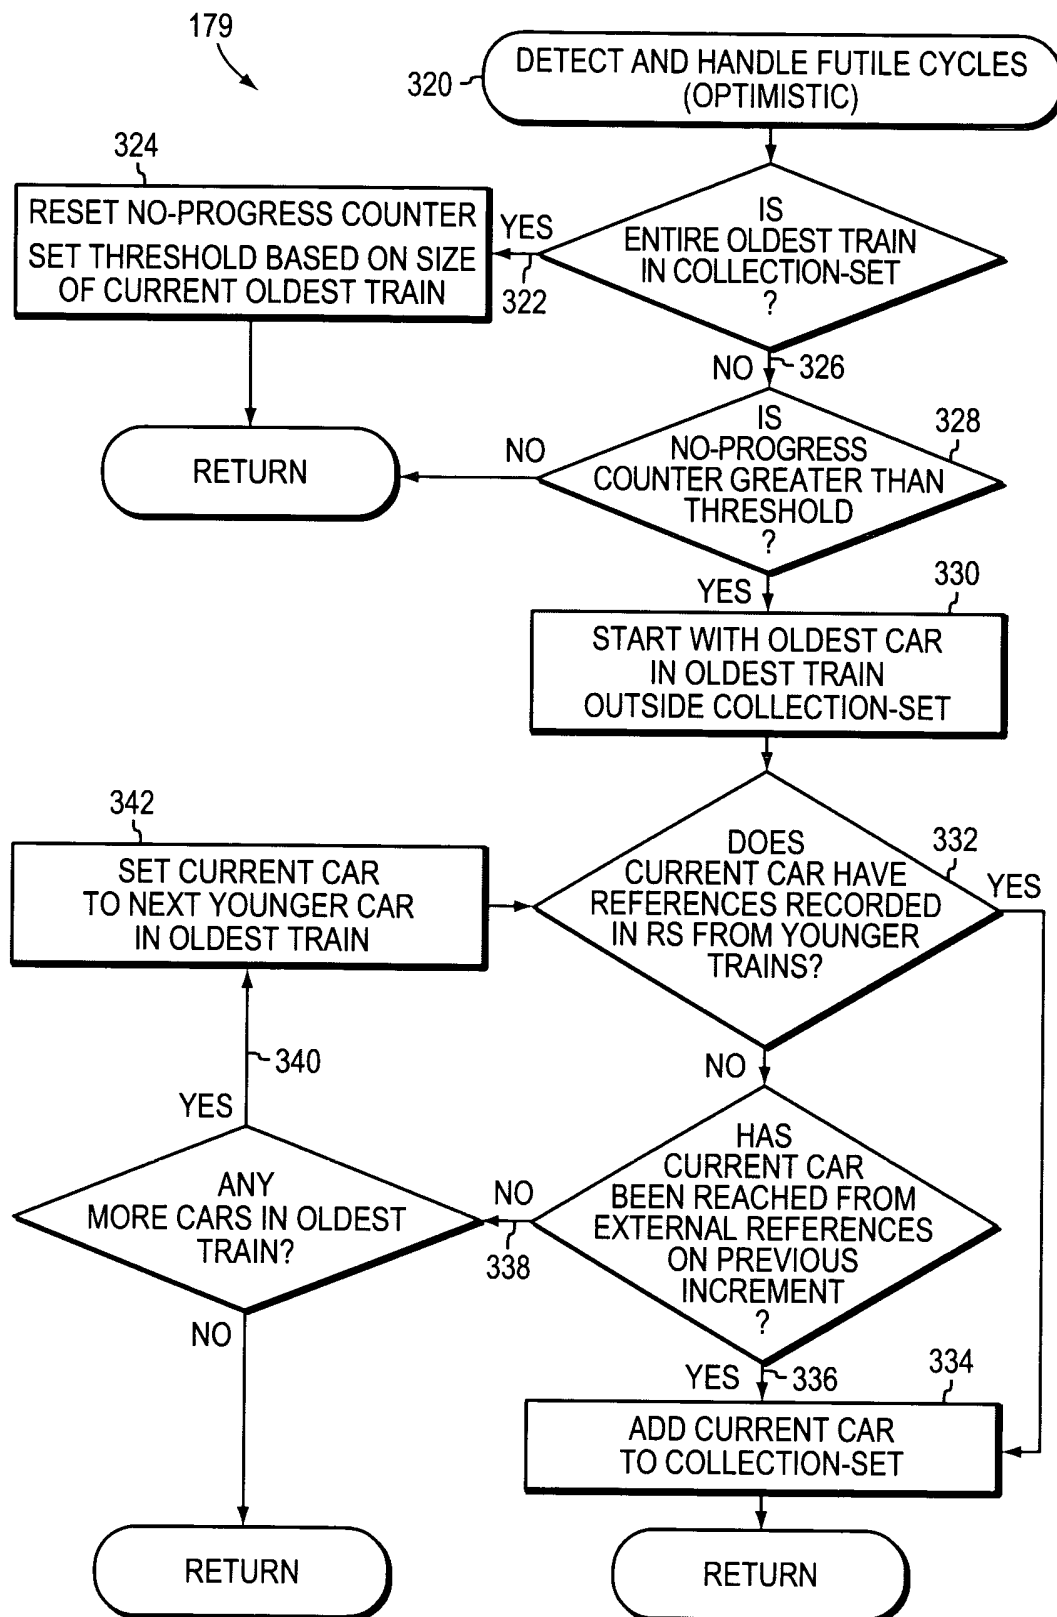 179
320
DETECT AND HANDLE FUTILE CYCLES
(OPTIMISTIC)
324
RESET NO-PROGRESS COUNTER
SET THRESHOLD BASED ON SIZE
OF CURRENT OLDEST TRAIN
YES
322
IS
ENTIRE OLDEST TRAIN
IN COLLECTION-SET
?
NO
326
RETURN
NO
IS
NO-PROGRESS
COUNTER GREATER THAN
THRESHOLD
?
328
YES
330
START WITH OLDEST CAR
IN OLDEST TRAIN
OUTSIDE COLLECTION-SET
342
SET CURRENT CAR
TO NEXT YOUNGER CAR
IN OLDEST TRAIN
DOES
CURRENT CAR HAVE
REFERENCES RECORDED
IN RS FROM YOUNGER
TRAINS?
332
YES
340
YES
NO
ANY
MORE CARS IN OLDEST
TRAIN?
NO
338
HAS
CURRENT CAR
BEEN REACHED FROM
EXTERNAL REFERENCES
ON PREVIOUS
INCREMENT
?
NO
YES
336
334
ADD CURRENT CAR
TO COLLECTION-SET
RETURN
RETURN